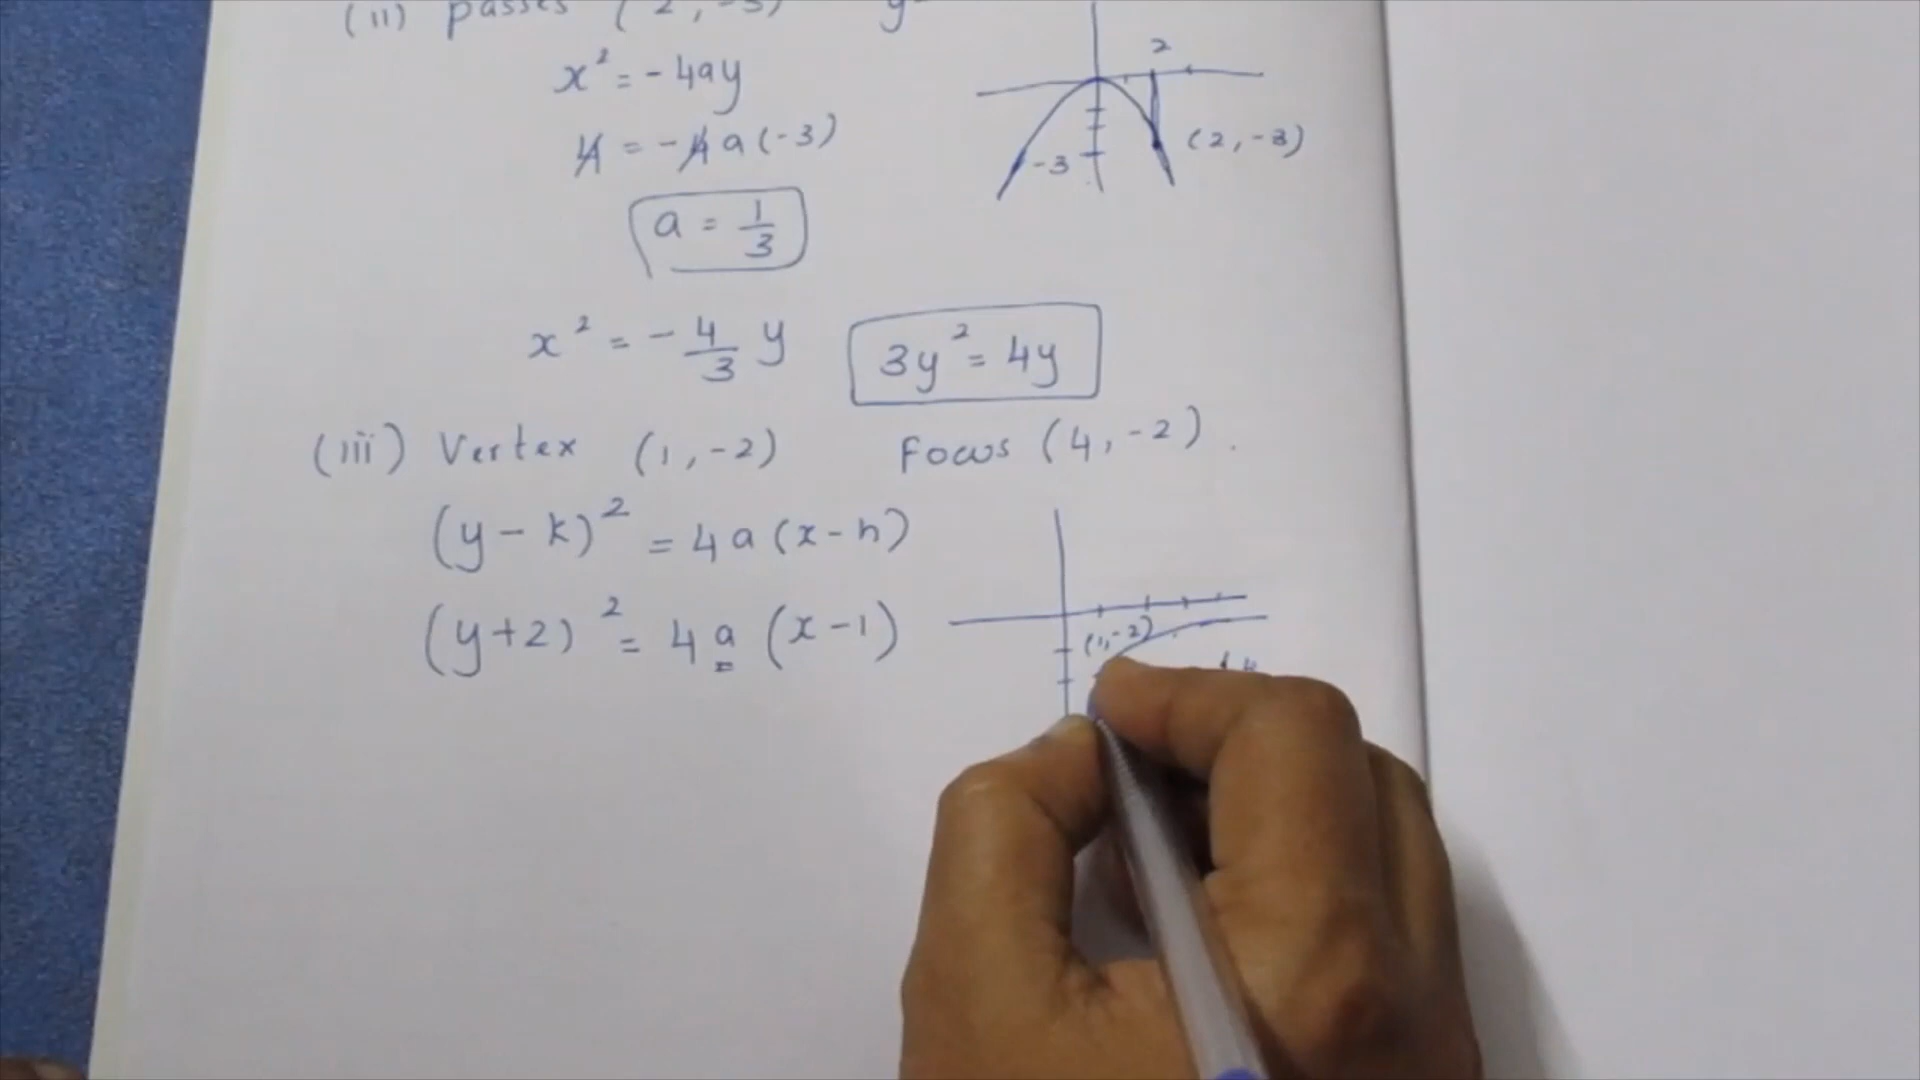 (ii) passes (2, -3) y
x² = -4ay
2
4 = -4a(-3)
(2, -3)
-3
a = 1/3
x² = -4/3 y 3y² = 4y
(iii) Vertex (1, -2) Focus (4, -2).
(y - k)² = 4a(x - h)
(y+2)² = 4a(x-1)
(1, -2)
(4